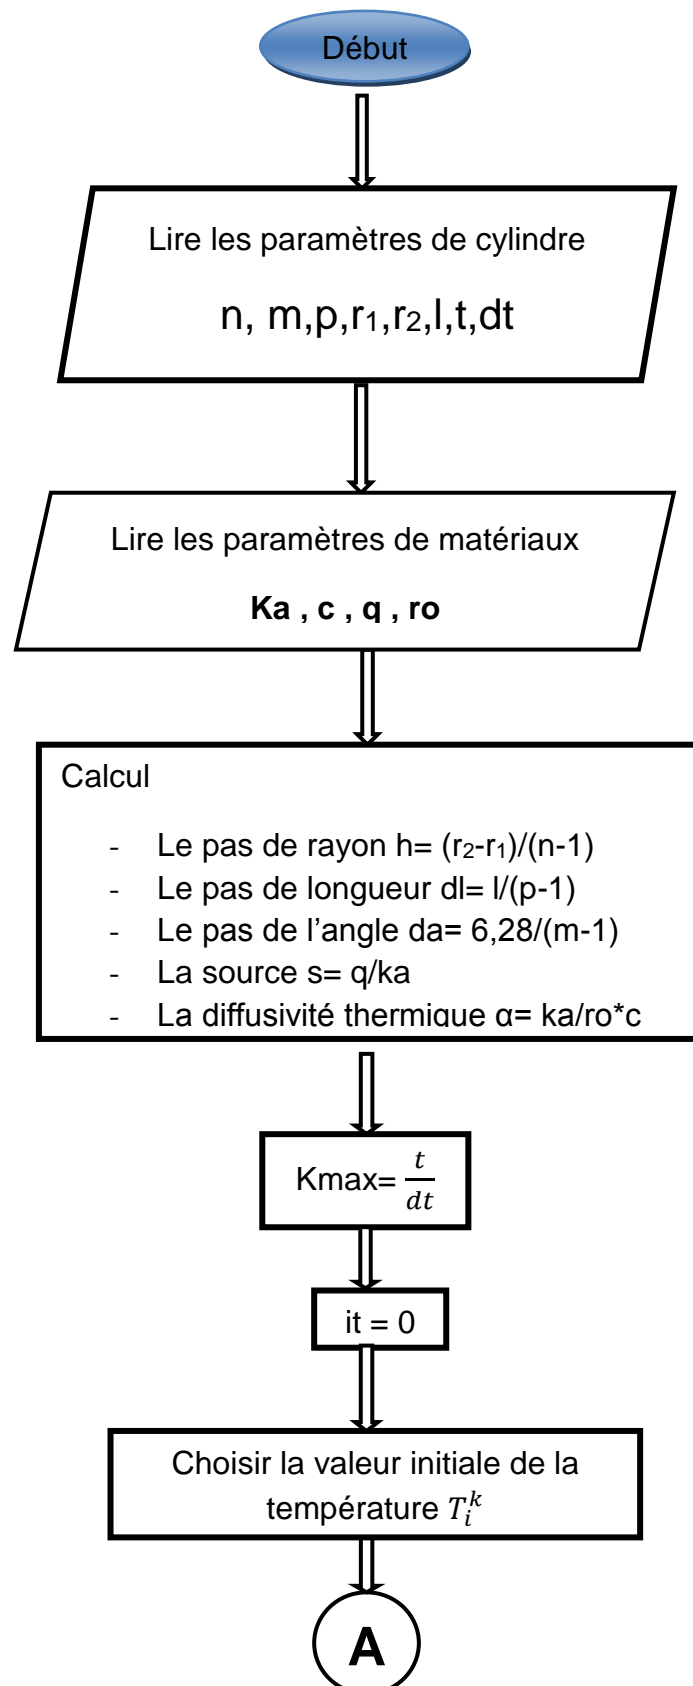 Début
Lire les paramètres de cylindre
n, m,p,r₁,r₂,l,t,dt
Lire les paramètres de matériaux
Ka , c , q , ro
Calcul
- Le pas de rayon h= (r₂-r₁)/(n-1)
- Le pas de longueur dl= l/(p-1)
- Le pas de l’angle da= 6,28/(m-1)
- La source s= q/ka
- La diffusivité thermique α= ka/ro*c
Kmax= t/dt
it = 0
Choisir la valeur initiale de la
température Tᵢᵏ
A